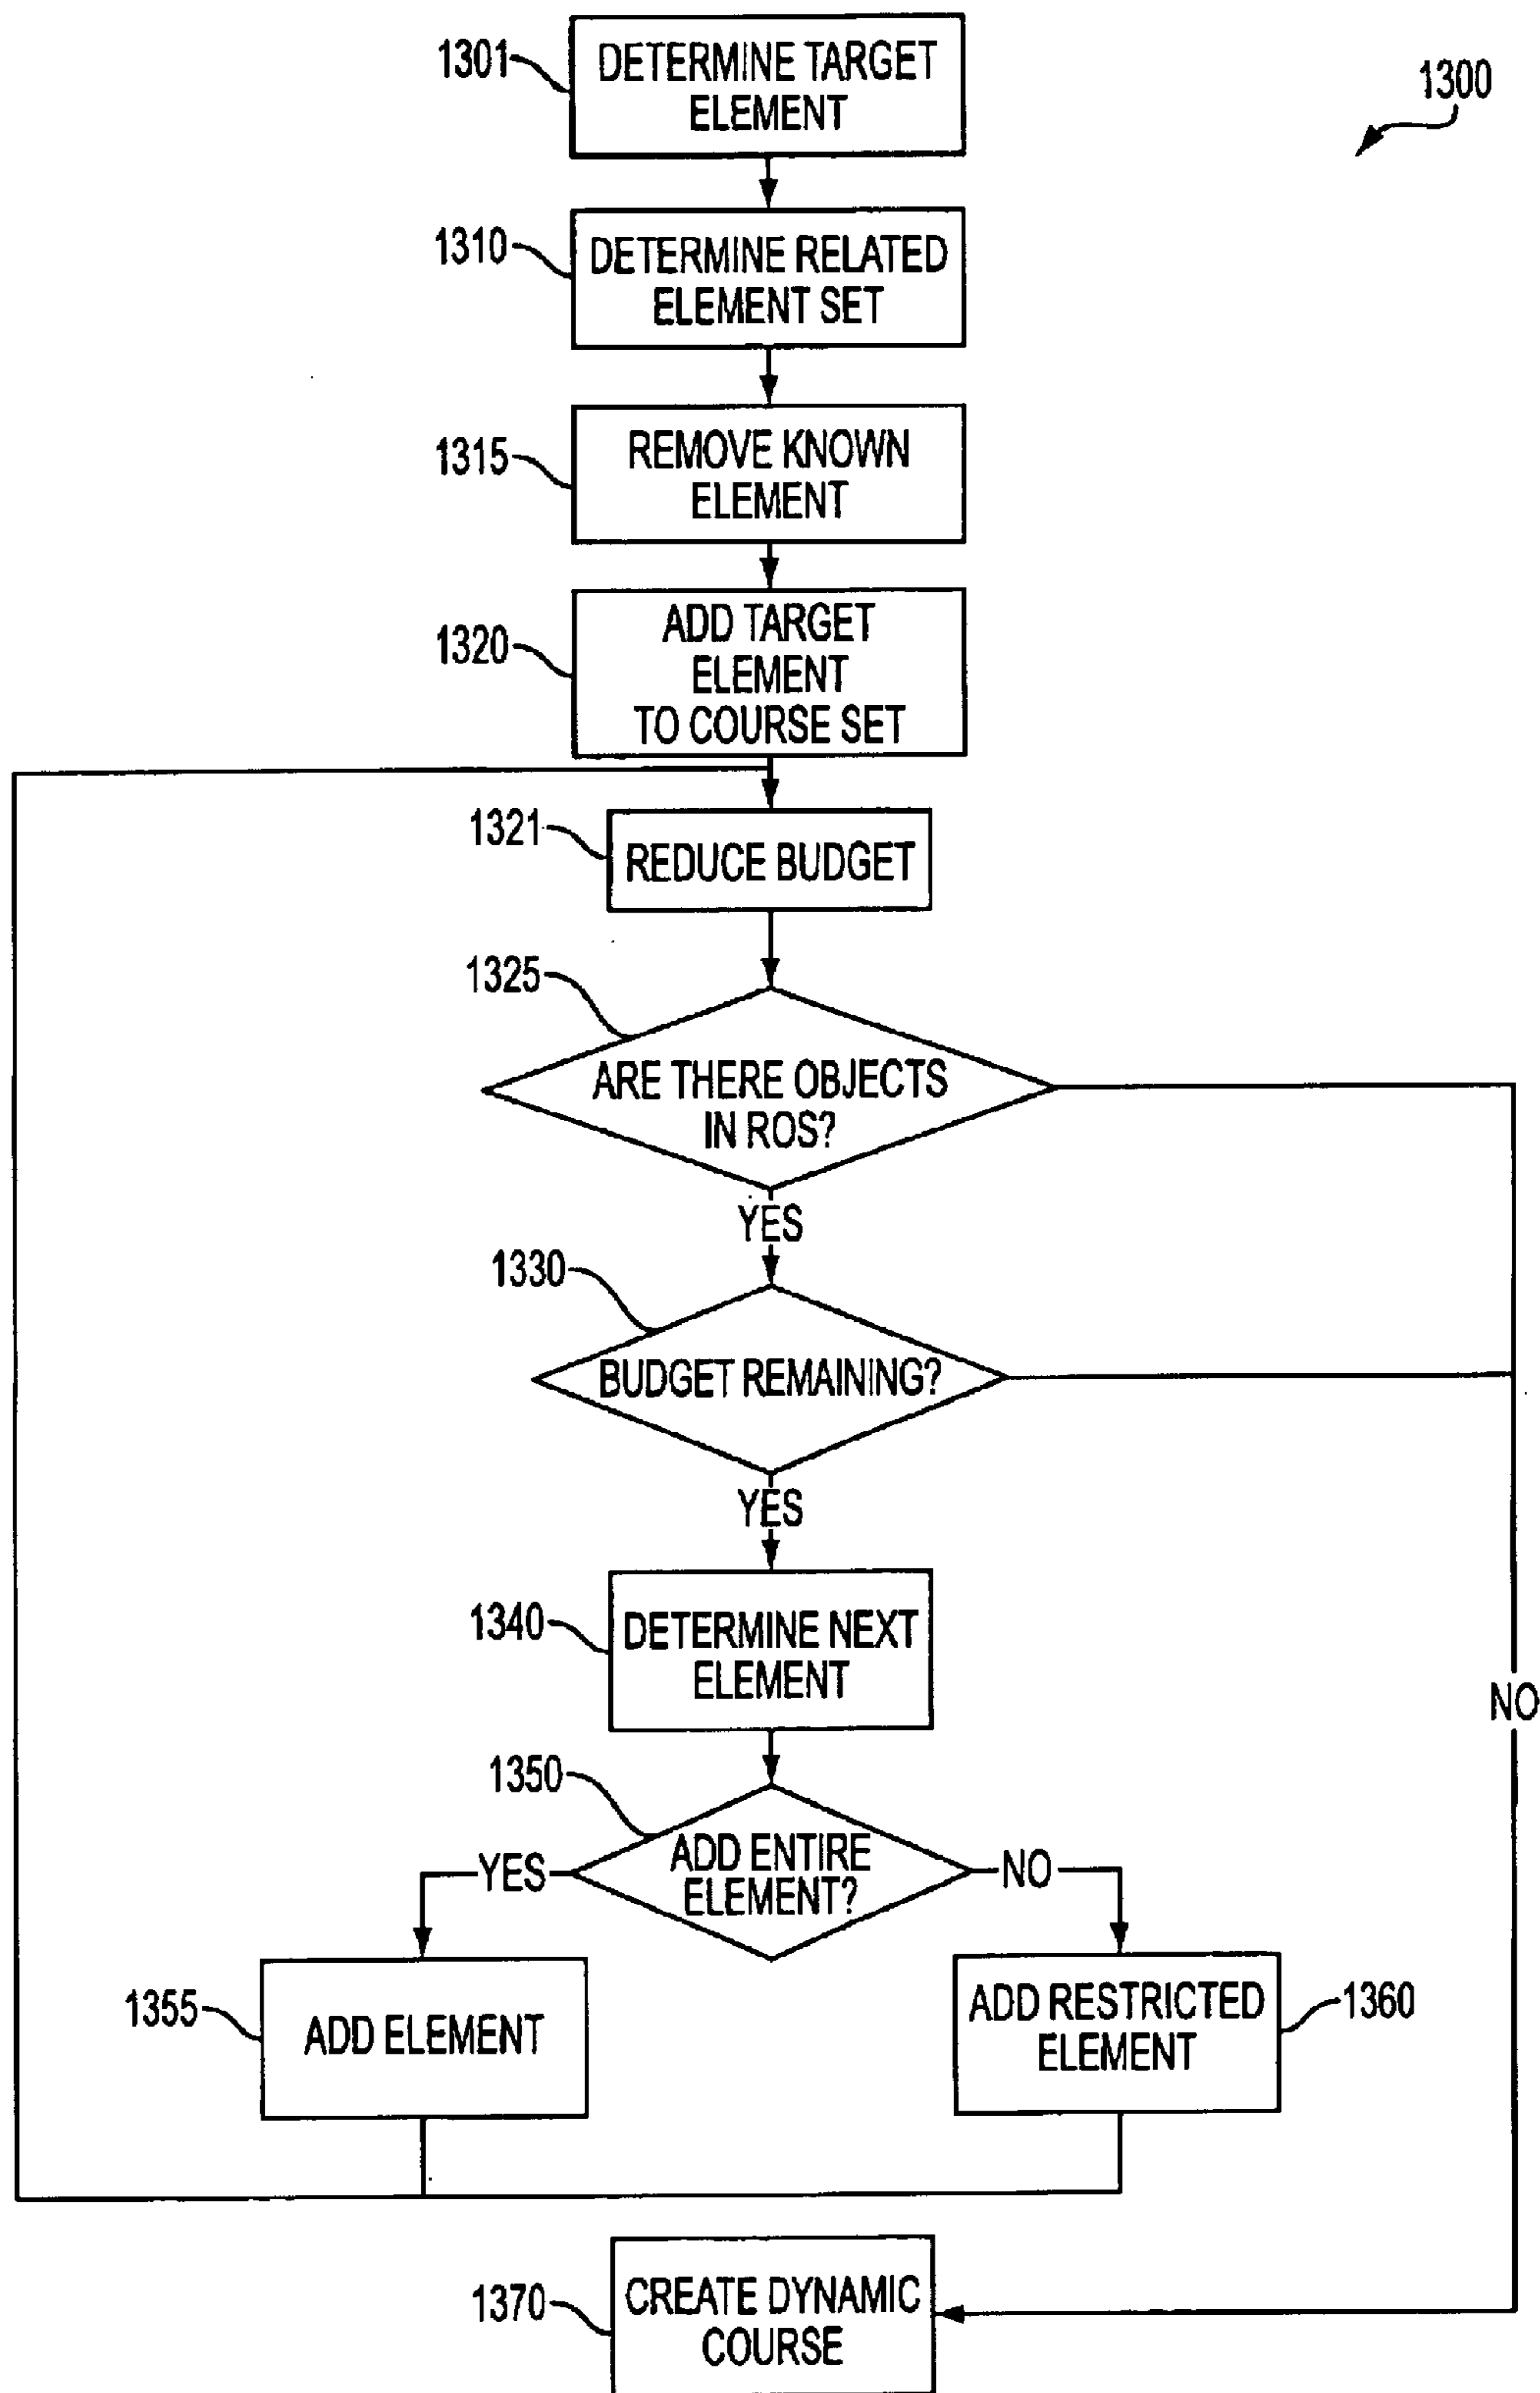 1300
1301
DETERMINE TARGET
ELEMENT
1310
DETERMINE RELATED
ELEMENT SET
1315
REMOVE KNOWN
ELEMENT
1320
ADD TARGET
ELEMENT
TO COURSE SET
1321
REDUCE BUDGET
1325
ARE THERE OBJECTS
IN ROS?
YES
1330
BUDGET REMAINING?
YES
1340
DETERMINE NEXT
ELEMENT
NO
1350
ADD ENTIRE
ELEMENT?
YES
NO
1355
ADD ELEMENT
ADD RESTRICTED
ELEMENT
1360
1370
CREATE DYNAMIC
COURSE